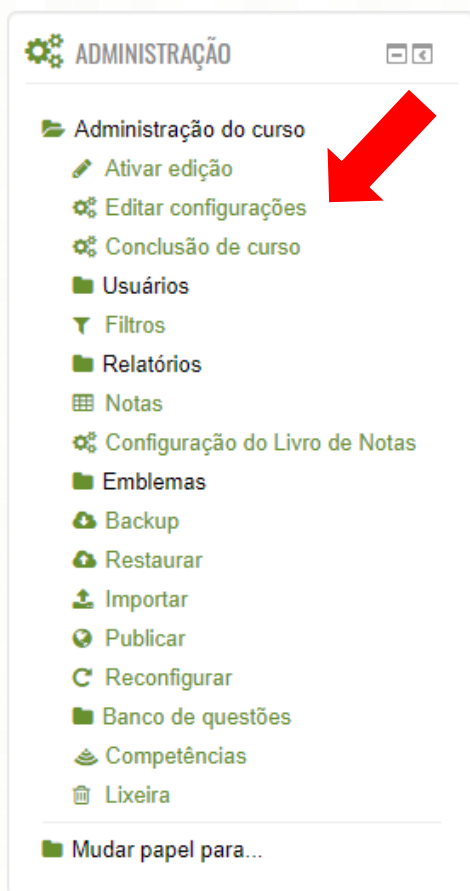 ADMINISTRAÇÃO
Administração do curso
Ativar edição
Editar configurações
Conclusão de curso
Usuários
Filtros
Relatórios
Notas
Configuração do Livro de Notas
Emblemas
Backup
Restaurar
Importar
Publicar
Reconfigurar
Banco de questões
Competências
Lixeira
Mudar papel para...